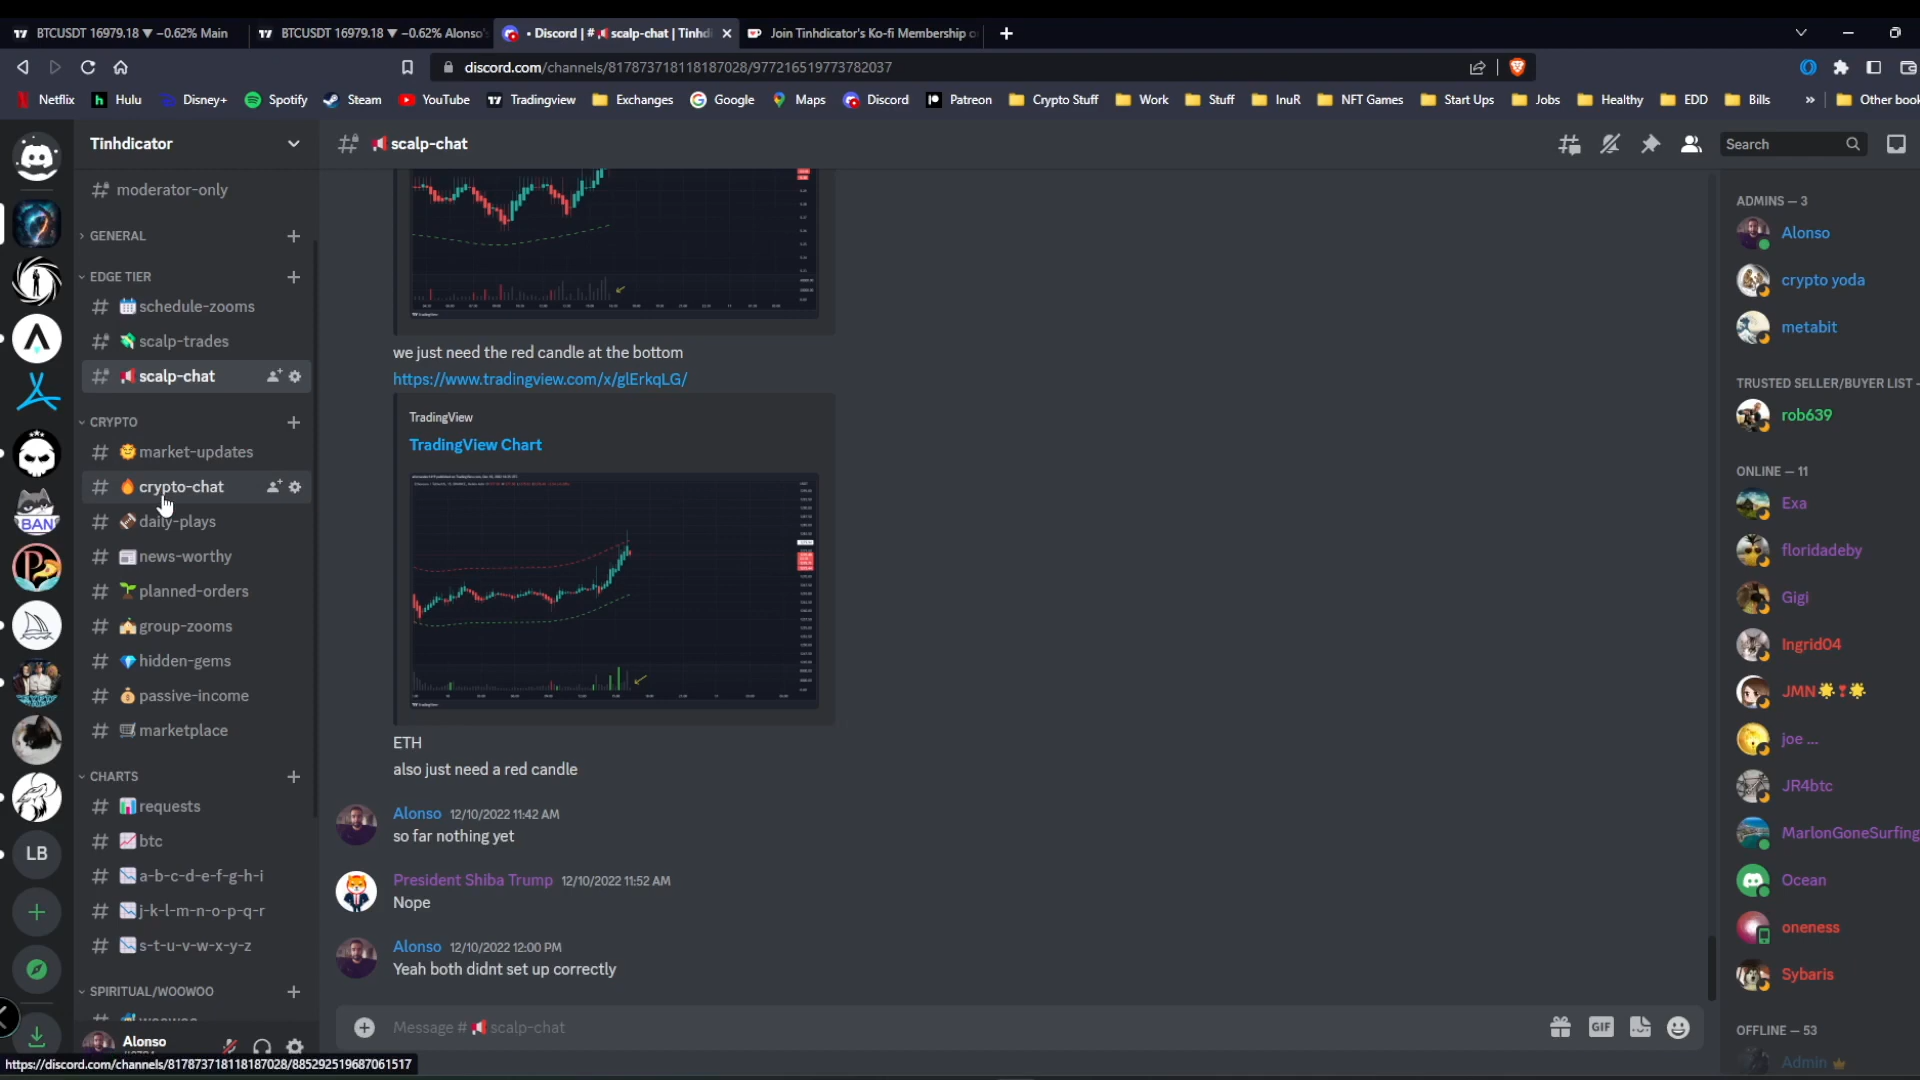 BTCUSDT 16979.18 ▼ −0.62% Main
BTCUSDT 16979.18 ▼ −0.62% Alonso's
• Discord | # scalp-chat | Tinhdi
Join Tinhdicator's Ko-fi Membership o
discord.com/channels/817873718118187028/977216519773782037
Netflix Hulu Disney+ Spotify Steam YouTube Tradingview Exchanges Google Maps Discord Patreon Crypto Stuff Work Stuff InuR NFT Games Start Ups Jobs Healthy EDD Bills » Other book
Tinhdicator
# moderator-only
GENERAL
EDGE TIER
# schedule-zooms
# scalp-trades
# scalp-chat
CRYPTO
# market-updates
# crypto-chat
# daily-plays
# news-worthy
# planned-orders
# group-zooms
# hidden-gems
# passive-income
# marketplace
CHARTS
# requests
# btc
# a-b-c-d-e-f-g-h-i
# j-k-l-m-n-o-p-q-r
# s-t-u-v-w-x-y-z
SPIRITUAL/WOOWOO
BAN
LB
Alonso
https://discord.com/channels/817873718118187028/885292519687061517
# scalp-chat
Search
TradingView
we just need the red candle at the bottom
https://www.tradingview.com/x/glErkqLG/
TradingView
TradingView Chart
TradingView
ETH
also just need a red candle
Alonso 12/10/2022 11:42 AM
so far nothing yet
President Shiba Trump 12/10/2022 11:52 AM
Nope
Alonso 12/10/2022 12:00 PM
Yeah both didnt set up correctly
Message # scalp-chat
GIF
ADMINS — 3
Alonso
crypto yoda
metabit
TRUSTED SELLER/BUYER LIST -
rob639
ONLINE — 11
Exa
floridadeby
Gigi
Ingrid04
JMN
joe ...
JR4btc
MarlonGoneSurfing
Ocean
oneness
Sybaris
OFFLINE — 53
Admin